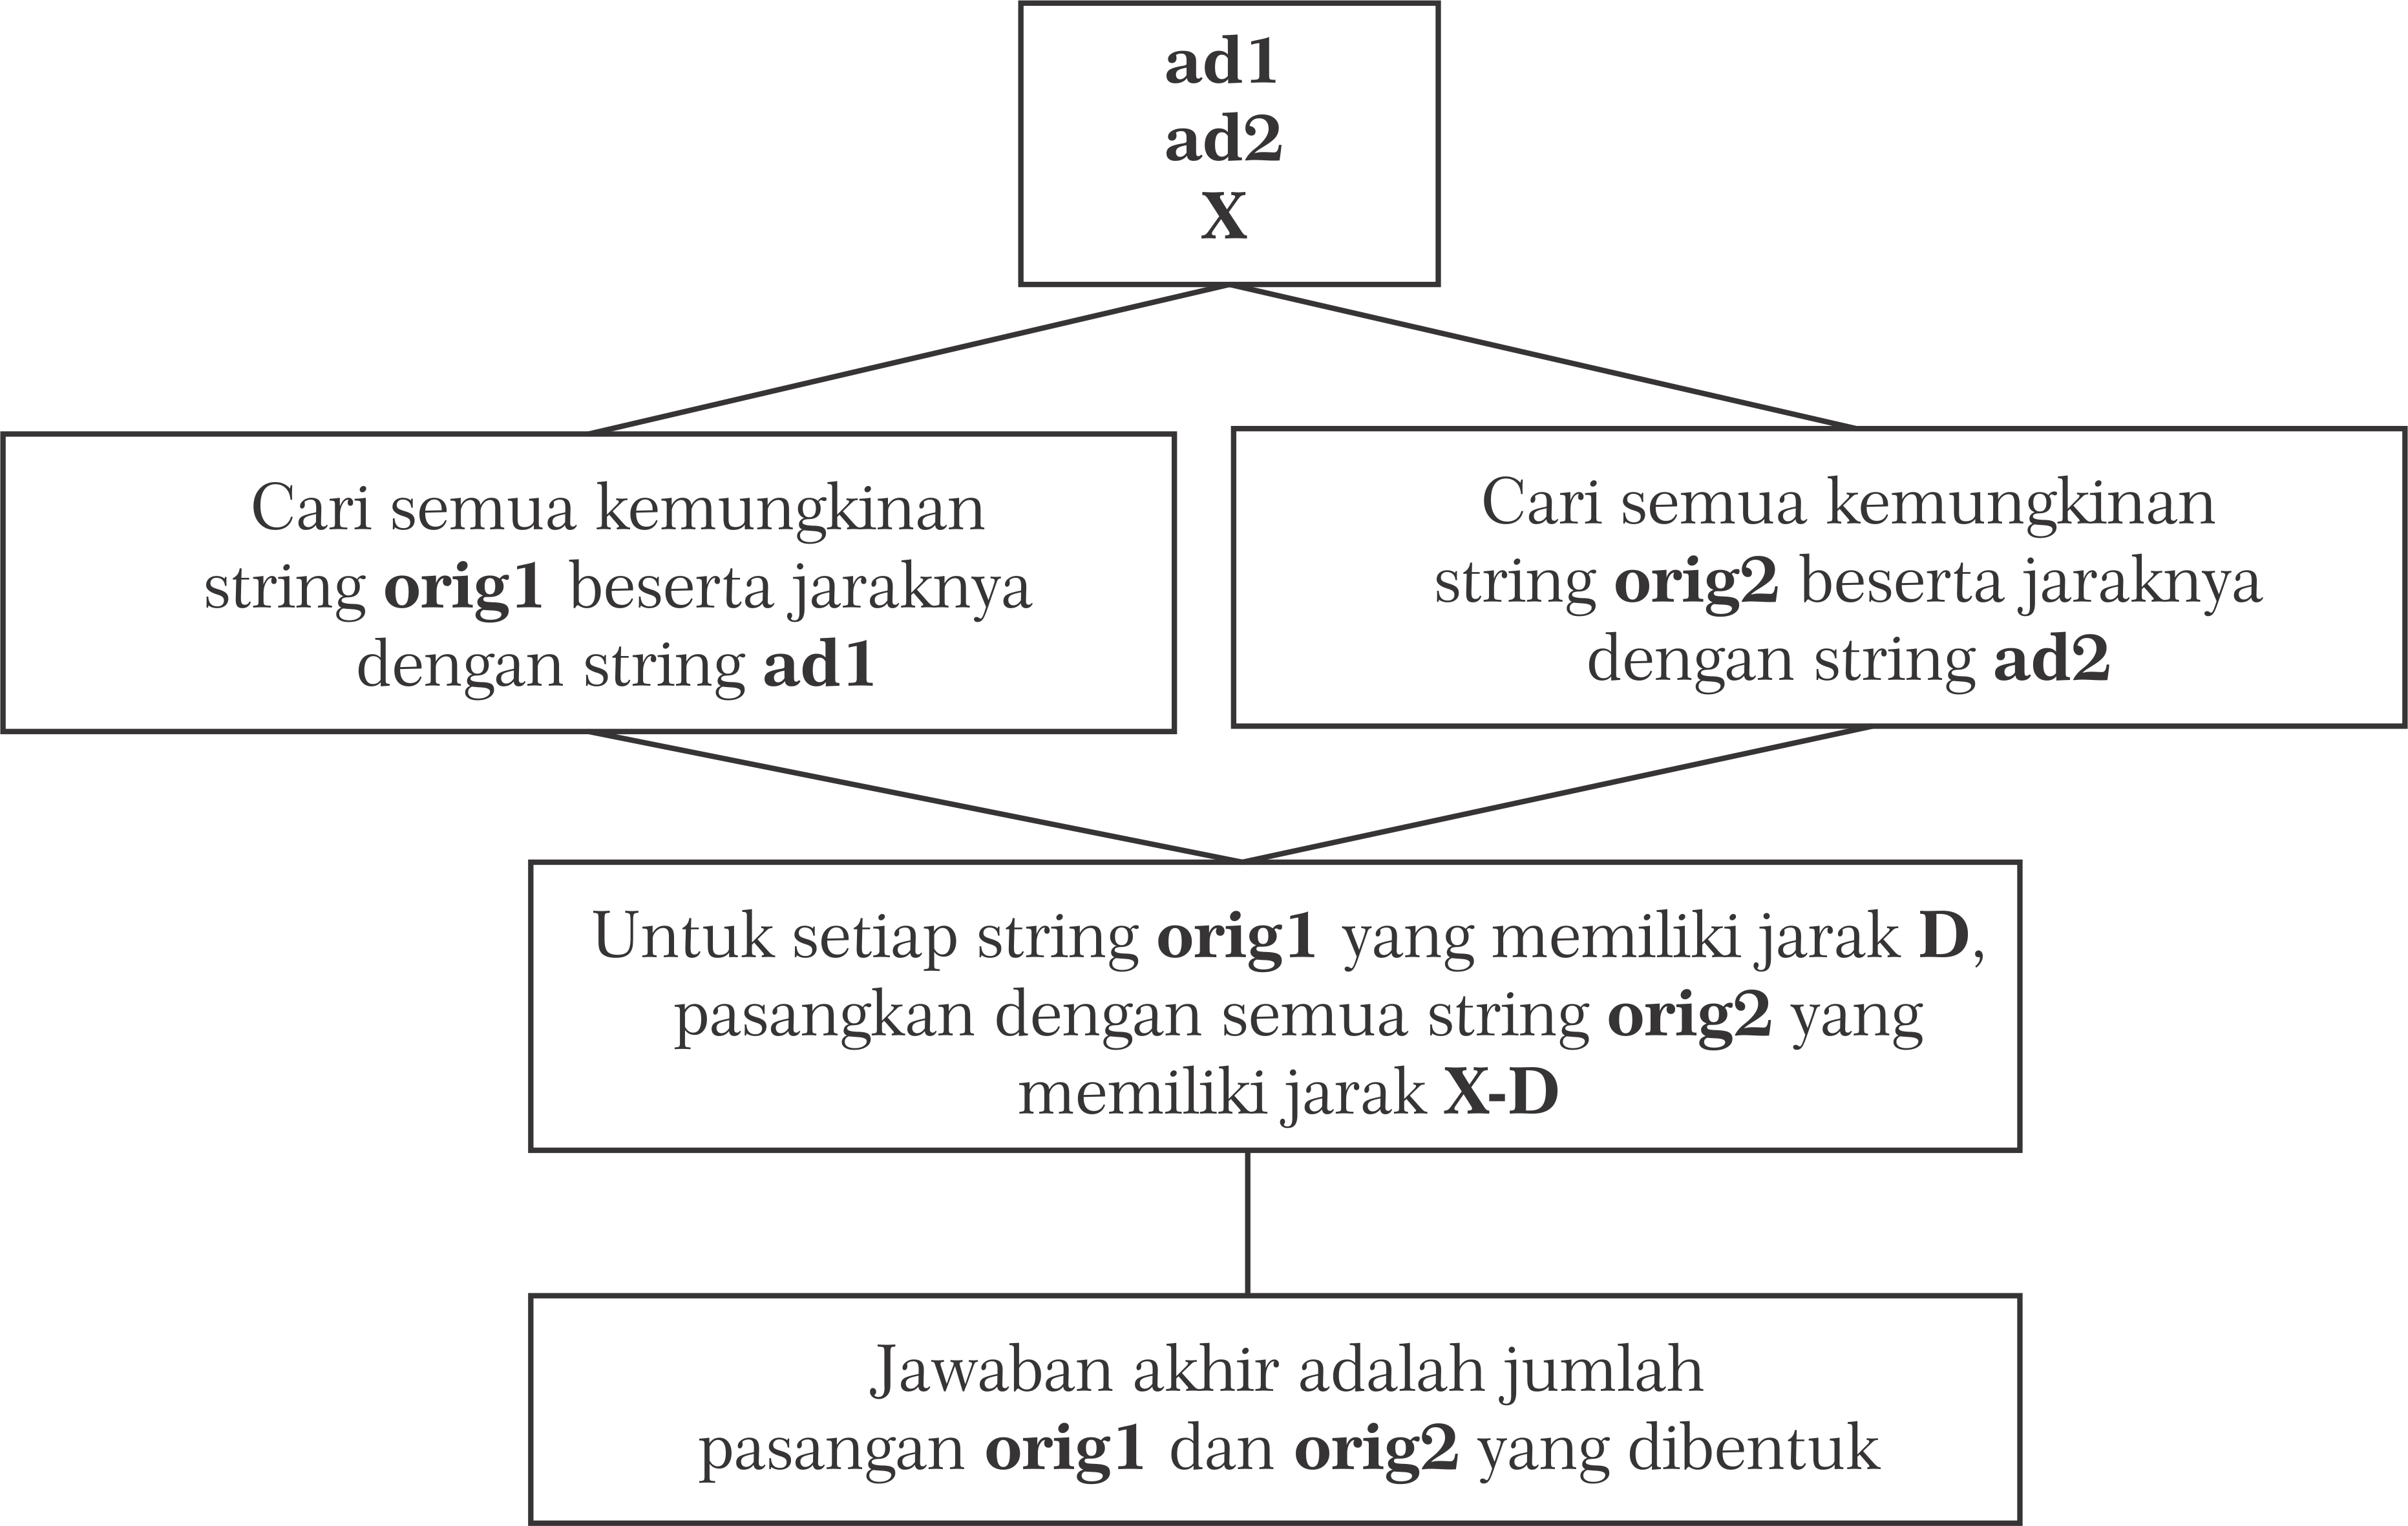 ad1
ad2
X
Cari semua kemungkinan
string orig1 beserta jaraknya
dengan string ad1
Cari semua kemungkinan
string orig2 beserta jaraknya
dengan string ad2
Untuk setiap string orig1 yang memiliki jarak D,
pasangkan dengan semua string orig2 yang
memiliki jarak X-D
Jawaban akhir adalah jumlah
pasangan orig1 dan orig2 yang dibentuk